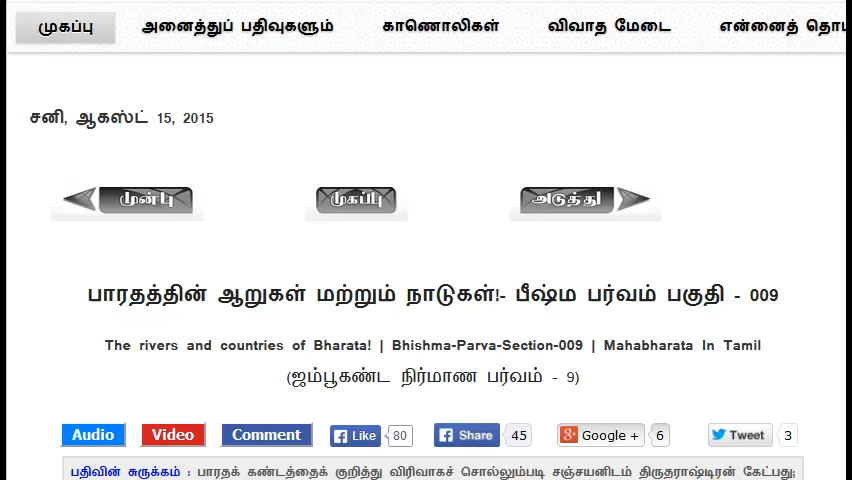 முகப்பு அனைத்துப் பதிவுகளும் காணொலிகள் விவாத மேடை என்னைத்
சனி, ஆகஸ்ட் 15, 2015
முன்பு முகப்பு அடுத்து
பாரதத்தின் ஆறுகள் மற்றும் நாடுகள்!- பீஷ்ம பர்வம் பகுதி - 009
The rivers and countries of Bharata! | Bhishma-Parva-Section-009 | Mahabharata In Tamil
(ஜம்பூகண்ட நிர்மாண பர்வம் - 9)
Audio Video Comment Like 80 Share 45 Google + 6 Tweet 3
பதிவின் சுருக்கம் : பாரதக் கண்டத்தைக் குறித்து விரிவாகச் சொல்லும்படி சஞ்சயனிடம் திருதராஷ்டிரன் கேட்பது;